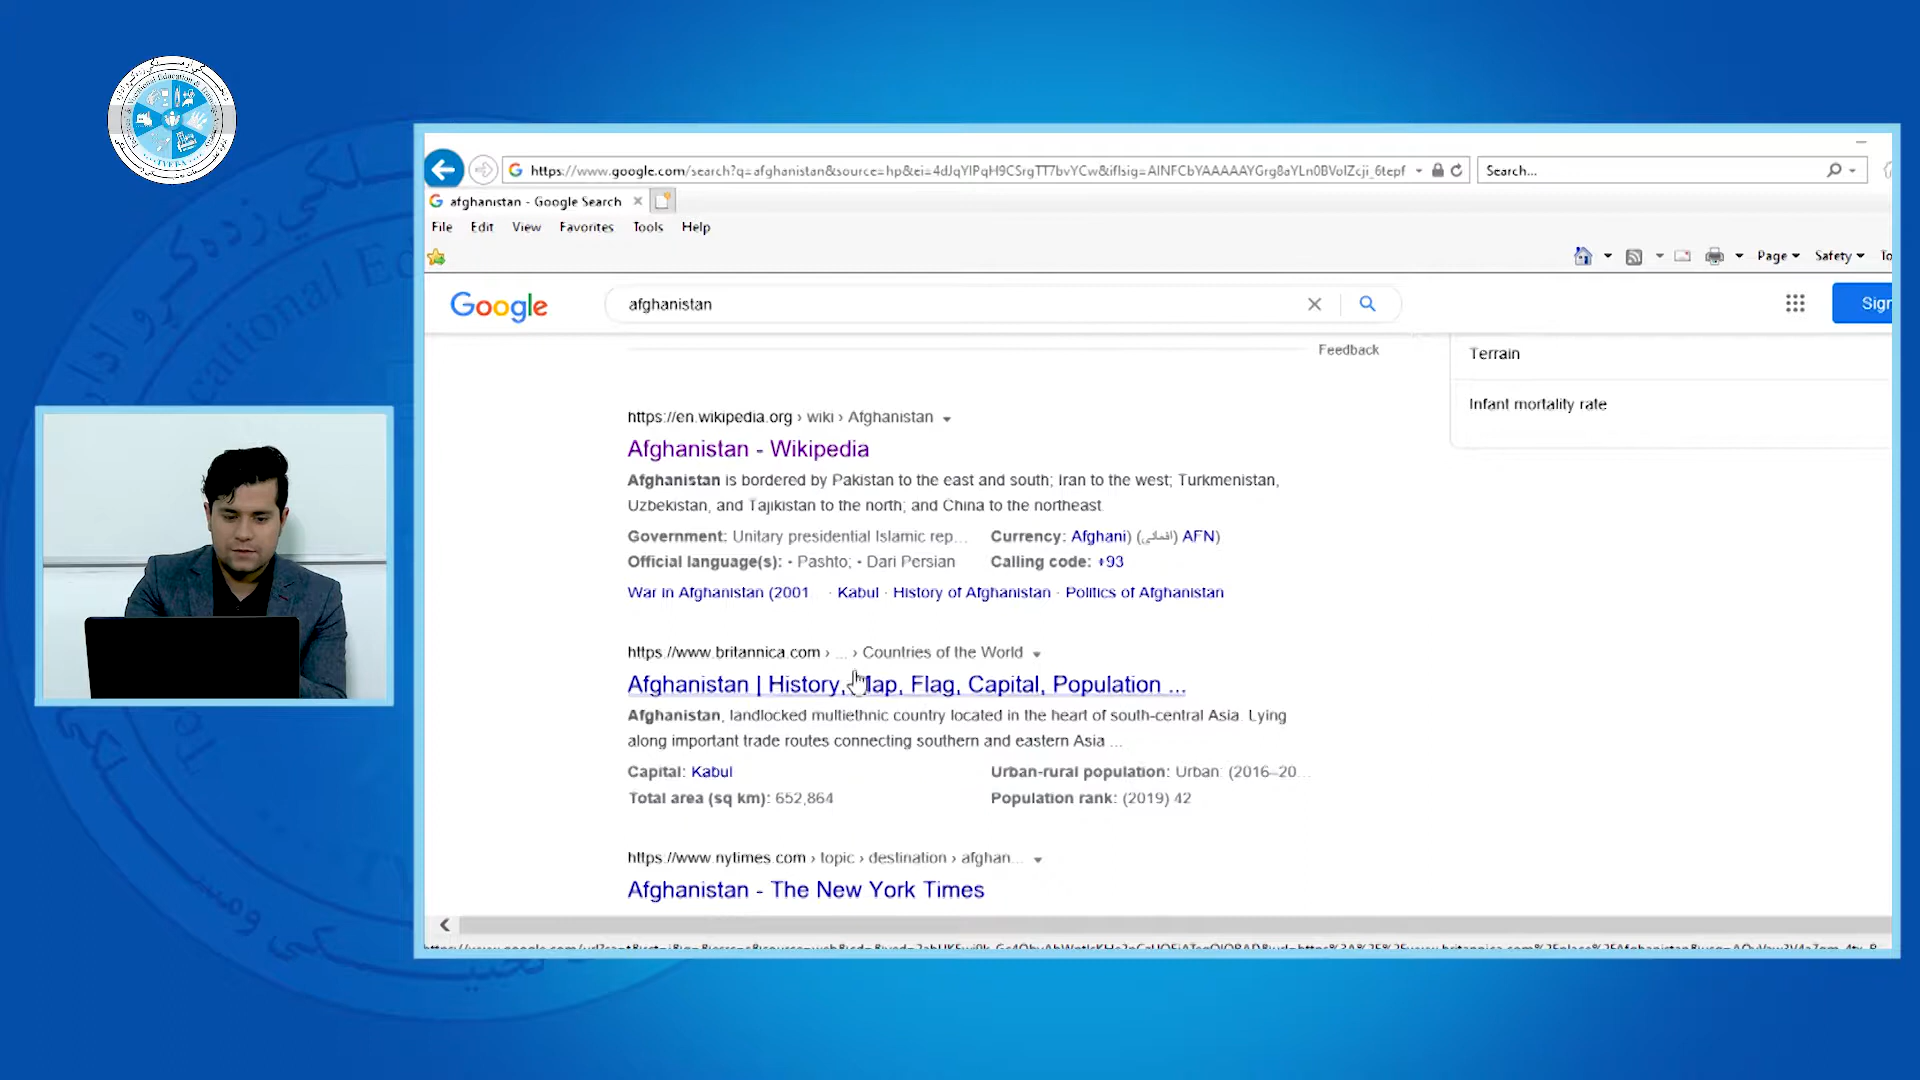 https://www.google.com/search?q=afghanistan&source=hp&ei=4dJqYIPqH9CSrgTT7bvYCw&iflsig=AINFCbYAAAAAYGrg8aYLn0BVolZcji_6tepf
Search...
afghanistan - Google Search
File Edit View Favorites Tools Help
Page Safety To
Google
afghanistan
Sign
Feedback
Terrain
Infant mortality rate
https://en.wikipedia.org › wiki › Afghanistan
Afghanistan - Wikipedia
Afghanistan is bordered by Pakistan to the east and south; Iran to the west; Turkmenistan,
Uzbekistan, and Tajikistan to the north; and China to the northeast.
Government: Unitary presidential Islamic rep... Currency: Afghani) (افغانی) AFN)
Official language(s): • Pashto; • Dari Persian Calling code: +93
War in Afghanistan (2001 · Kabul · History of Afghanistan · Politics of Afghanistan
https://www.britannica.com › ... › Countries of the World
Afghanistan | History, Map, Flag, Capital, Population ...
Afghanistan, landlocked multiethnic country located in the heart of south-central Asia. Lying
along important trade routes connecting southern and eastern Asia ...
Capital: Kabul Urban-rural population: Urban: (2016–20...
Total area (sq km): 652,864 Population rank: (2019) 42
https://www.nytimes.com › topic › destination › afghan...
Afghanistan - The New York Times